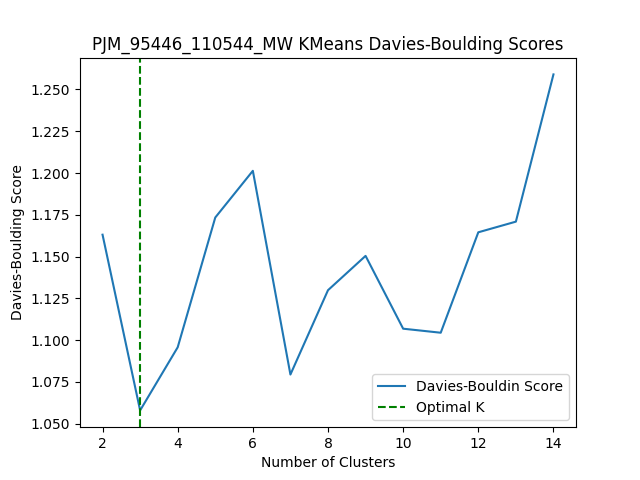 PJM_95446_110544_MW KMeans Davies-Boulding Scores
1.250
1.225
1.200
1.175
1.150
1.125
1.100
1.075
1.050
Davies-Boulding Score
Davies-Bouldin Score
Optimal K
2 4 6 8 10 12 14
Number of Clusters